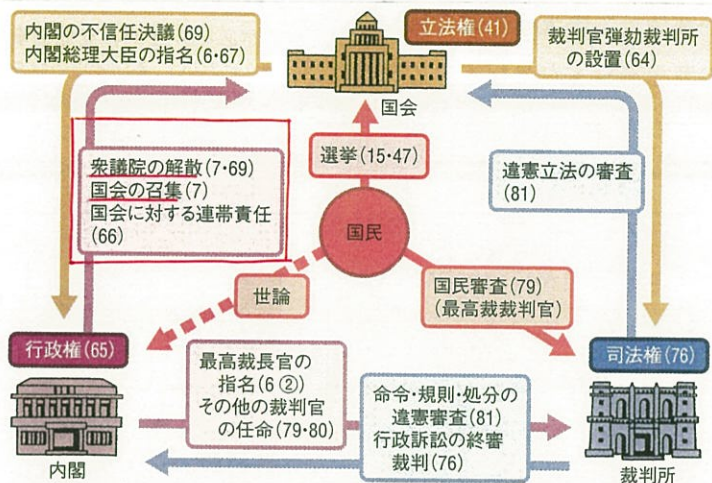 内閣の不信任決議(69)
内閣総理大臣の指名(6・67)
立法権(41)
裁判官弾劾裁判所
の設置(64)
国会
衆議院の解散(7・69)
国会の召集(7)
国会に対する連帯責任
(66)
選挙(15・47)
違憲立法の審査
(81)
国民
世論
国民審査(79)
(最高裁裁判官)
行政権(65)
司法権(76)
最高裁長官の
指名(6②)
その他の裁判官
の任命(79・80)
命令・規則・処分の
違憲審査(81)
行政訴訟の終審
裁判(76)
内閣
裁判所